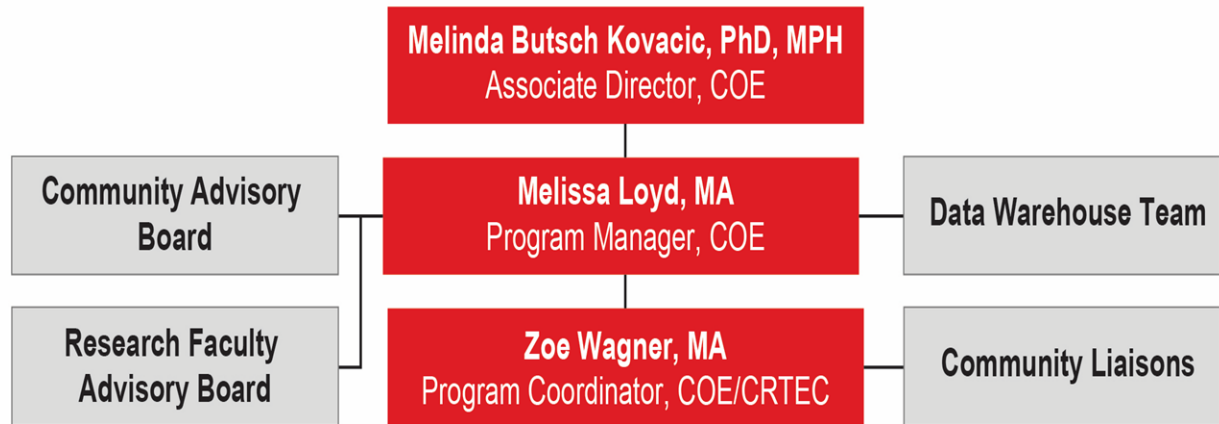 Melinda Butsch Kovacic, PhD, MPH
Associate Director, COE
Community Advisory
Board
Melissa Loyd, MA
Program Manager, COE
Data Warehouse Team
Research Faculty
Advisory Board
Zoe Wagner, MA
Program Coordinator, COE/CRTEC
Community Liaisons